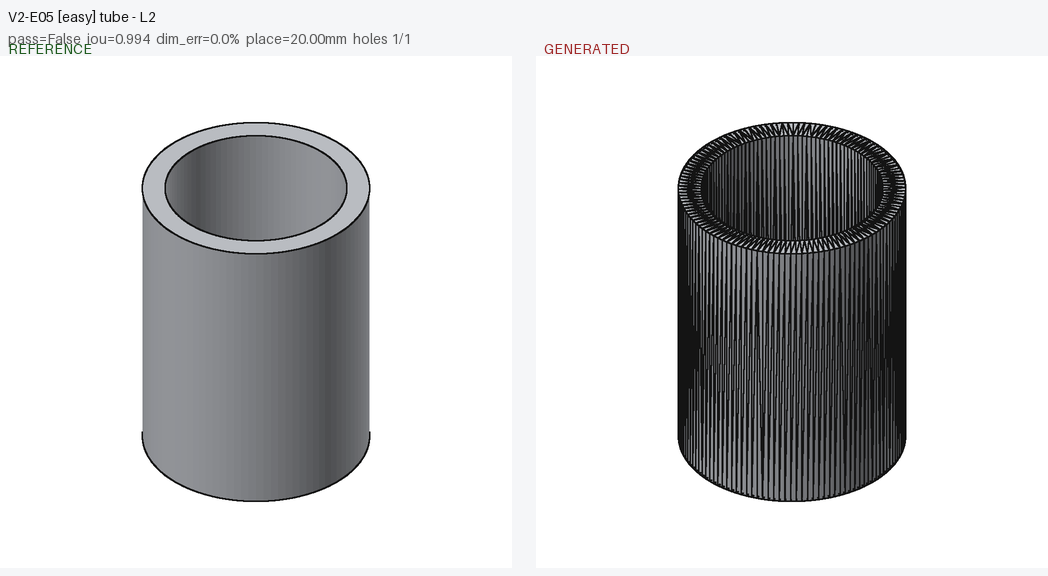 V2-E05 [easy] tube - L2
pass=False iou=0.994 dim_err=0.0% place=20.00mm holes 1/1
REFERENCE
GENERATED